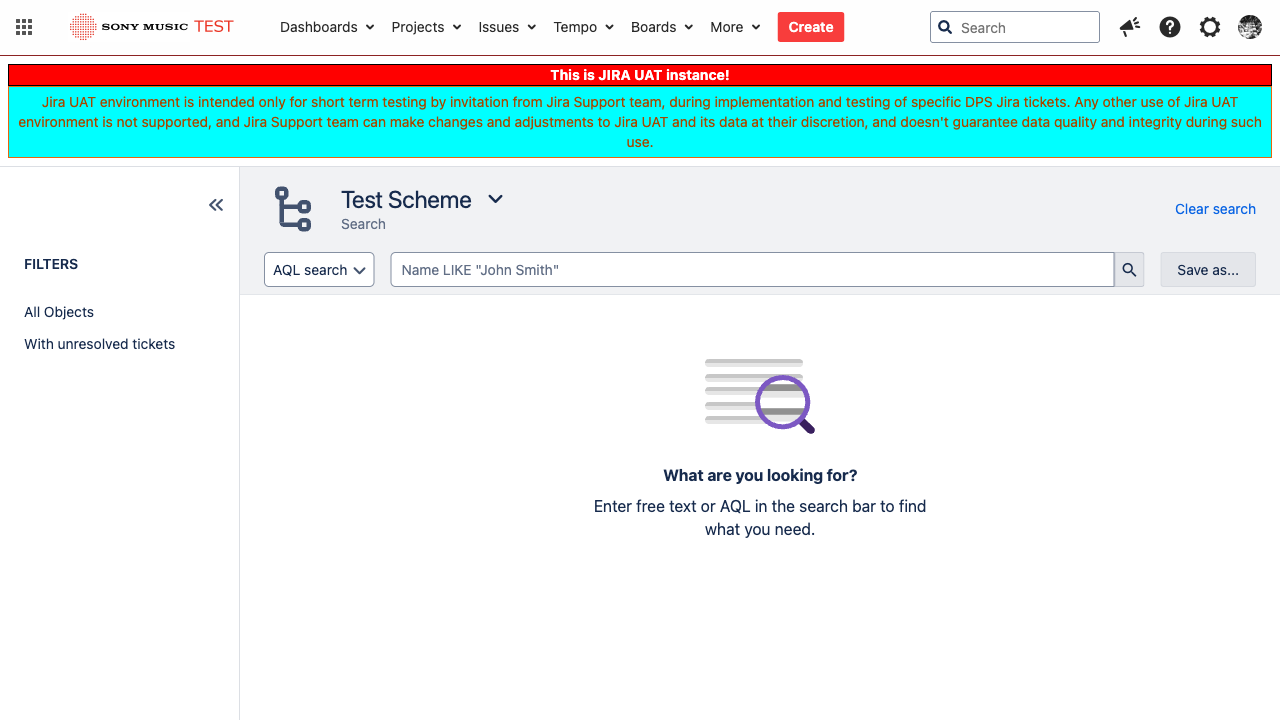 SONY MUSIC TEST Dashboards Projects Issues Tempo Boards More Create Search
This is JIRA UAT instance!
Jira UAT environment is intended only for short term testing by invitation from Jira Support team, during implementation and testing of specific DPS Jira tickets. Any other use of Jira UAT
environment is not supported, and Jira Support team can make changes and adjustments to Jira UAT and its data at their discretion, and doesn't guarantee data quality and integrity during such
use.
FILTERS
All Objects
With unresolved tickets
Test Scheme
Search
Clear search
AQL search Name LIKE "John Smith" Save as...
What are you looking for?
Enter free text or AQL in the search bar to find
what you need.